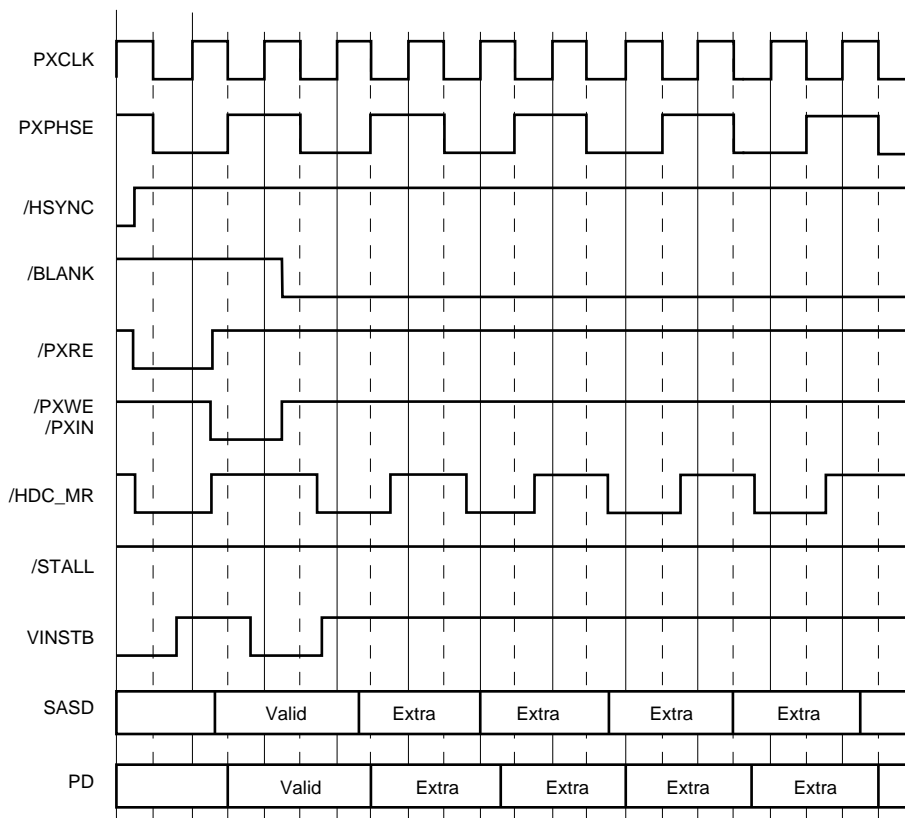 PXCLK
PXPHSE
/HSYNC
/BLANK
/PXRE
/PXWE
/PXIN
/HDC_MR
/STALL
VINSTB
SASD Valid Extra Extra Extra Extra
PD Valid Extra Extra Extra Extra